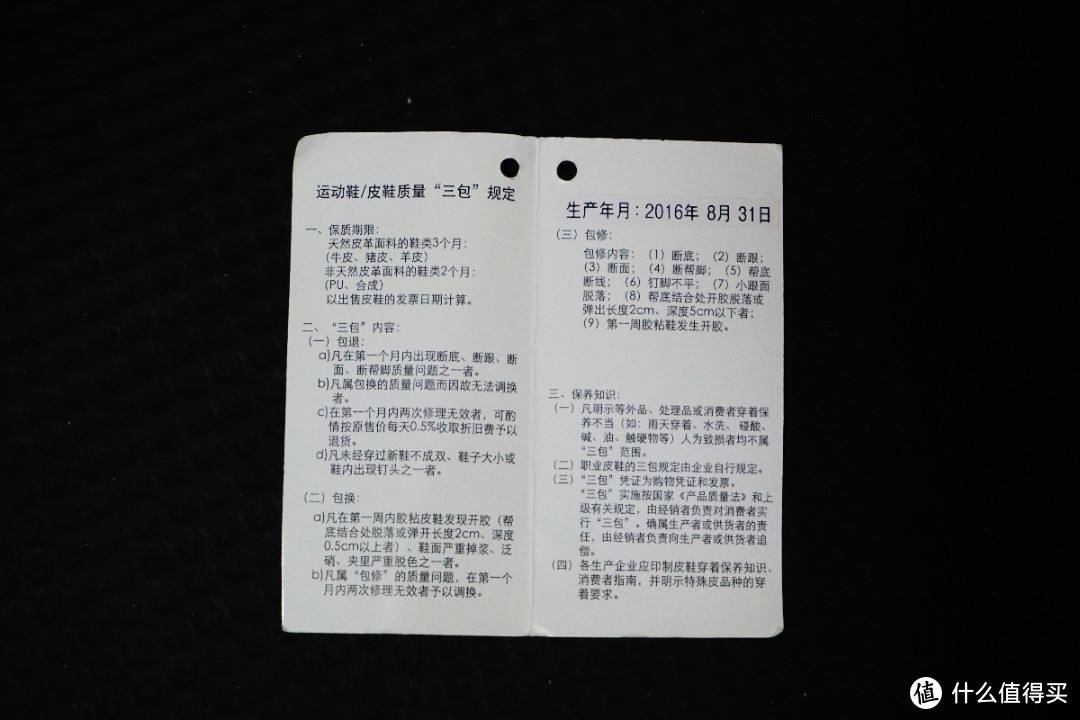 运动鞋/皮鞋质量“三包”规定
一、保质期限：
天然皮革面料的鞋类3个月：
(牛皮、猪皮、羊皮)
非天然皮革面料的鞋类2个月：
(PU、合成)
以出售皮鞋的发票日期计算。
二、“三包”内容：
(一）包退：
a)凡在第一个月内出现断底、断跟、断
面、断帮脚质量问题之一者。
b)凡属包换的质量问题而因故无法调换
者。
c)在第一个月内两次修理无效者，可酌
情按原售价每天0.5%收取折旧费予以
退货。
d)凡未经穿过新鞋不成双、鞋子大小或
鞋内出现钉头之一者。
(二）包换：
a)凡在第一周内胶粘皮鞋发现开胶（帮
底结合处脱落或弹开长度2cm、深度
0.5cm以上者）、鞋面严重掉浆、泛
硝、夹里严重脱色之一者。
b)凡属“包修”的质量问题，在第一个
月内两次修理无效者予以调换。
生产年月：2016年 8月 31日
(三）包修：
包修内容：（1）断底；（2）断跟；
（3）断面；（4）断帮脚；（5）帮底
断线；（6）钉脚不平；（7）小跟面
脱落；（8）帮底结合处开胶脱落或
弹出长度2cm、深度5cm以下者；
（9）第一周胶粘鞋发生开胶。
三、保养知识：
(一）凡明示等外品、处理品或消费者穿着保
养不当（如：雨天穿着、水洗、碰酸、
碱、油、触硬物等）人为致损者均不属
“三包”范围。
(二）职业皮鞋的三包规定由企业自行规定。
(三）“三包”凭证为购物凭证和发票。
“三包”实施按国家《产品质量法》和上
级有关规定，由经销者负责对消费者实
行“三包”。确属生产者或供货者的责
任，由经销者负责向生产者或供货者追
偿。
(四）各生产企业应印制皮鞋穿着保养知识、
消费者指南，并明示特殊皮品种的穿
着要求。
值 什么值得买